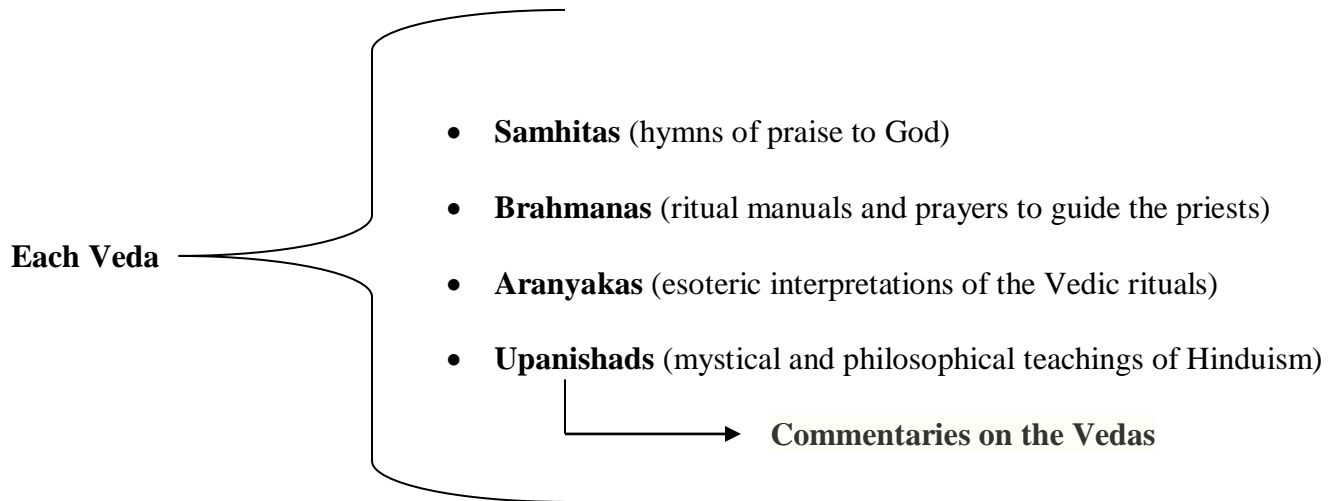 • Samhitas (hymns of praise to God)
• Brahmanas (ritual manuals and prayers to guide the priests)
Each Veda
• Aranyakas (esoteric interpretations of the Vedic rituals)
• Upanishads (mystical and philosophical teachings of Hinduism)
Commentaries on the Vedas